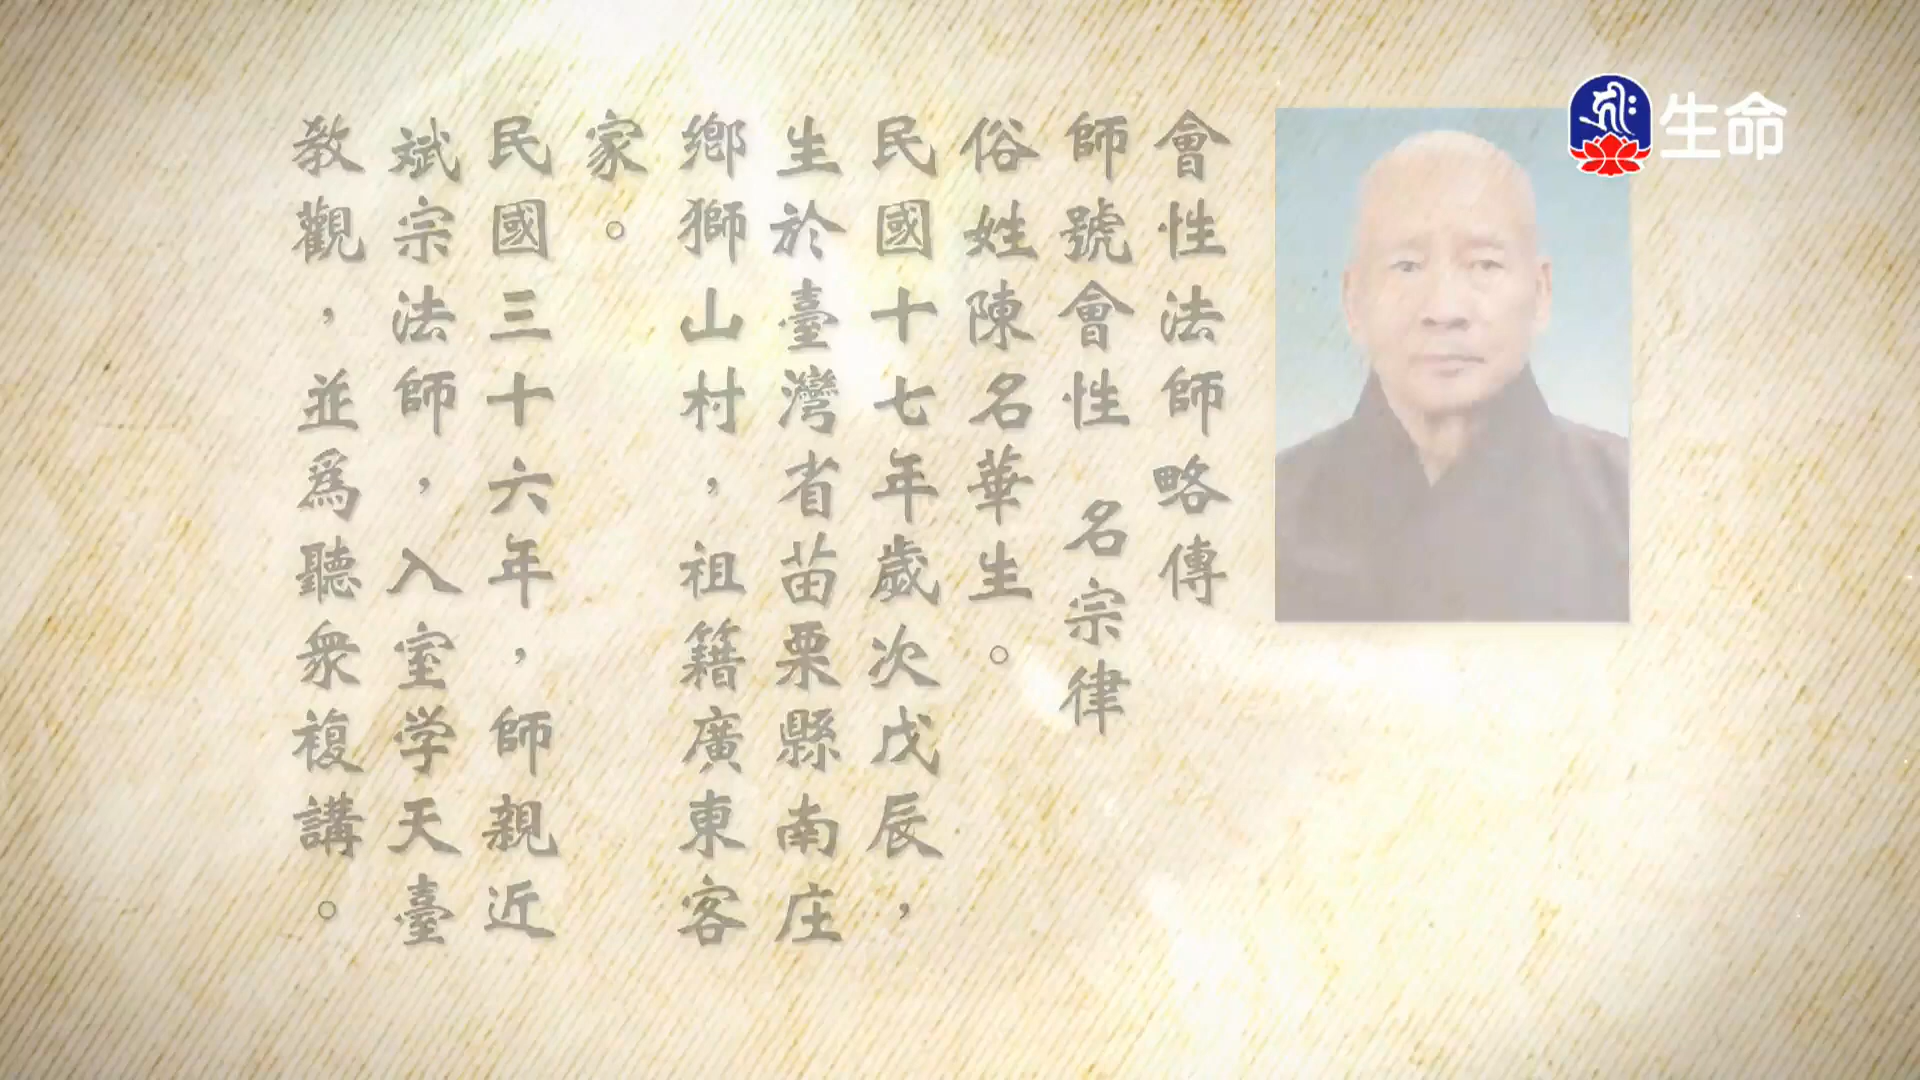 會性法師略傳
師號會性 名宗律
俗姓陳名華生。
民國十七年歲次戊辰，
生於臺灣省苗栗縣南庄
鄉獅山村，祖籍廣東客
家。
民國三十六年，師親近
斌宗法師，入室学天臺
教觀，並為聽衆複講。
生命